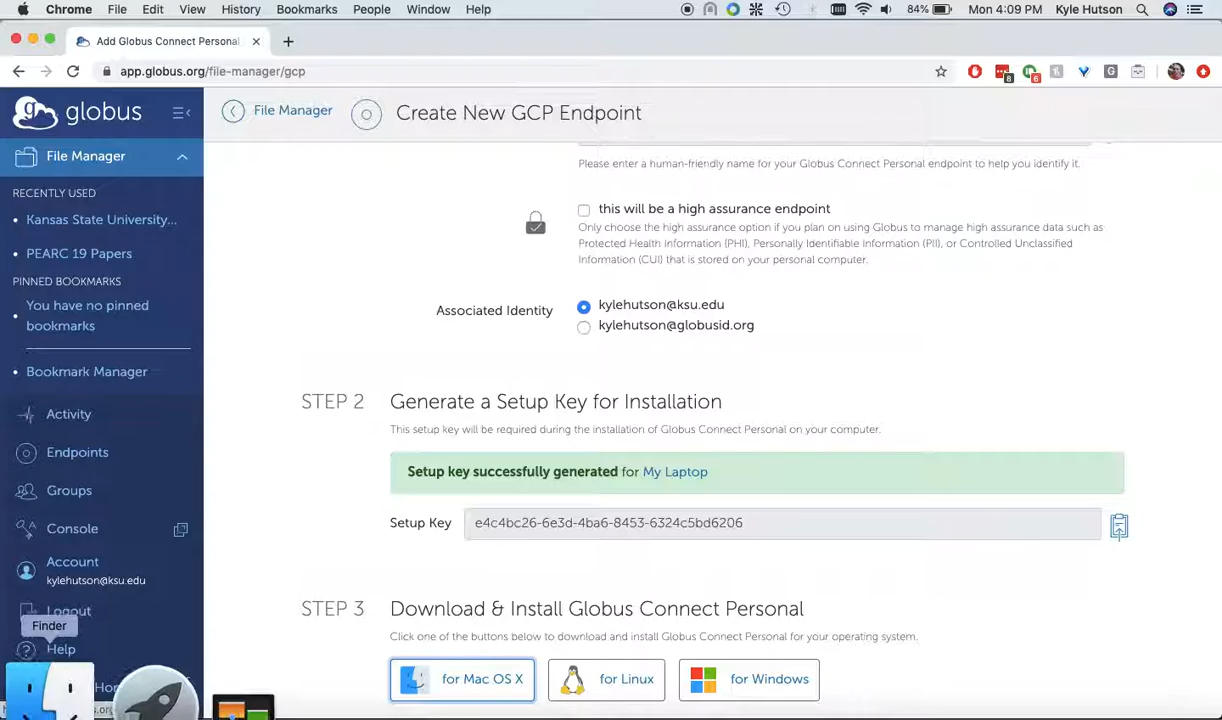 Chrome File Edit View History Bookmarks People Window Help 84% Mon 4:09 PM Kyle Hutson
Add Globus Connect Personal
app.globus.org/file-manager/gcp
8 6 G
globus
File Manager
Create New GCP Endpoint
File Manager
Please enter a human-friendly name for your Globus Connect Personal endpoint to help you identify it.
RECENTLY USED
Kansas State University...
PEARC 19 Papers
PINNED BOOKMARKS
You have no pinned
bookmarks
Bookmark Manager
Activity
Endpoints
Groups
Console
Account
kylehutson@ksu.edu
Logout
Finder
Help
this will be a high assurance endpoint
Only choose the high assurance option if you plan on using Globus to manage high assurance data such as
Protected Health Information (PHI), Personally Identifiable Information (PII), or Controlled Unclassified
Information (CUI) that is stored on your personal computer.
Associated Identity
kylehutson@ksu.edu
kylehutson@globusid.org
STEP 2 Generate a Setup Key for Installation
This setup key will be required during the installation of Globus Connect Personal on your computer.
Setup key successfully generated for My Laptop
Setup Key e4c4bc26-6e3d-4ba6-8453-6324c5bd6206
STEP 3 Download & Install Globus Connect Personal
Click one of the buttons below to download and install Globus Connect Personal for your operating system.
for Mac OS X for Linux for Windows